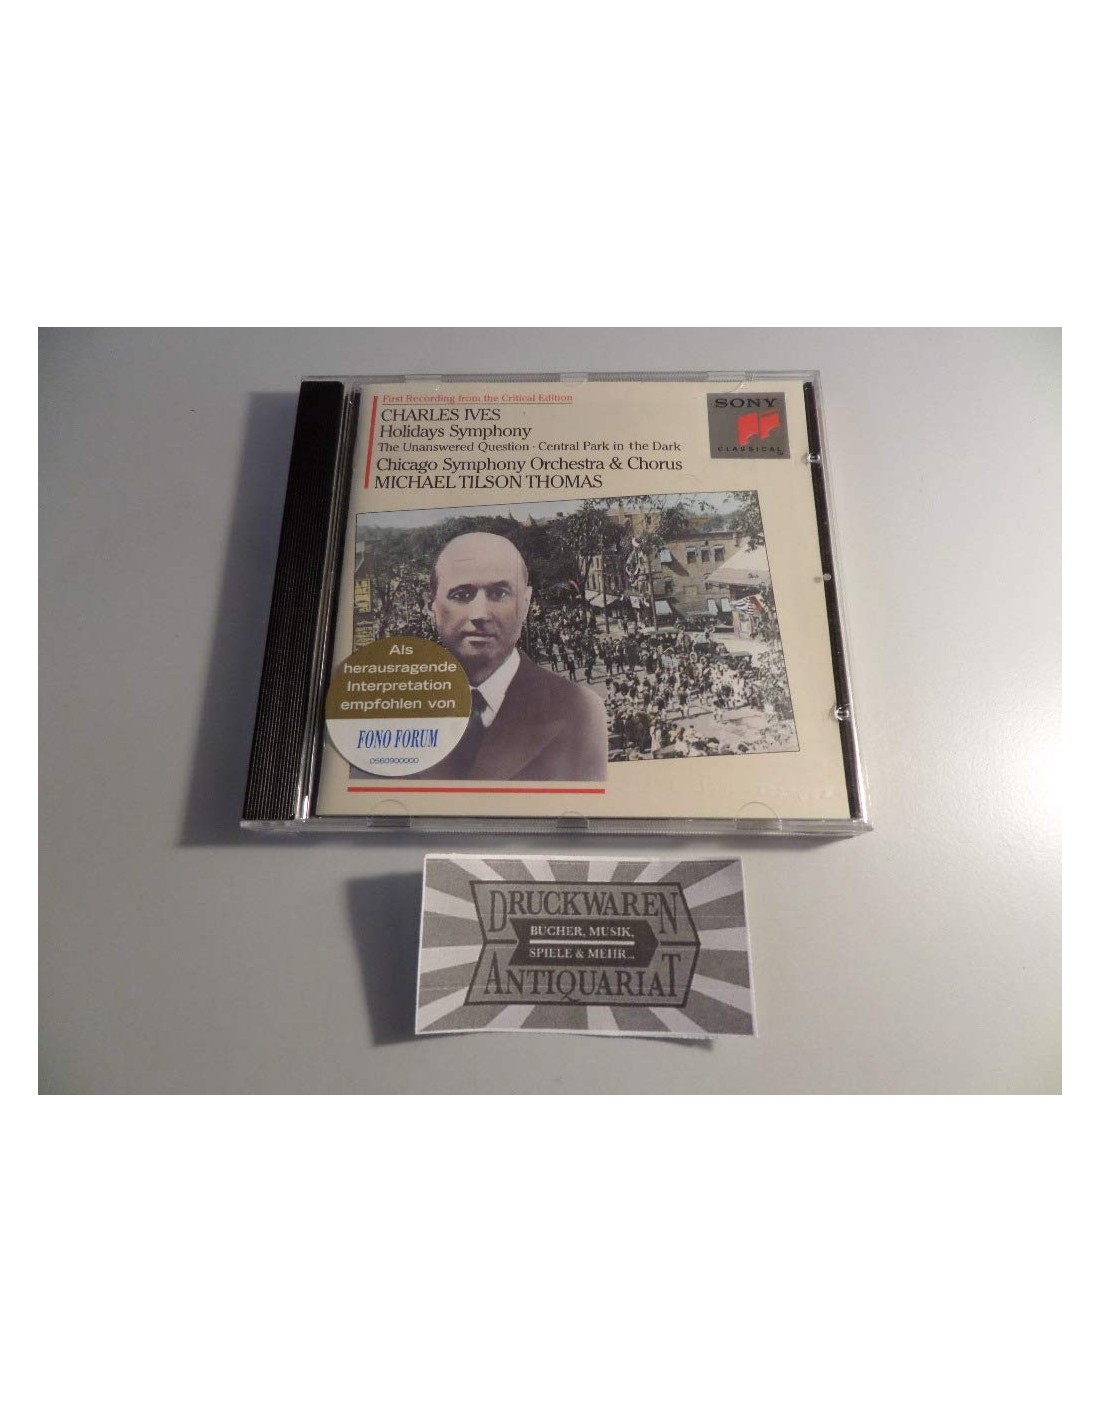 First Recording from the Critical Edition
CHARLES IVES
Holidays Symphony
The Unanswered Question · Central Park in the Dark
Chicago Symphony Orchestra & Chorus
MICHAEL TILSON THOMAS
SONY
CLASSICAL
Als
herausragende
Interpretation
empfohlen von
FONO FORUM
0560900000
DRUCKWAREN
BÜCHER, MUSIK,
SPIELE & MEHR...
ANTIQUARIAT